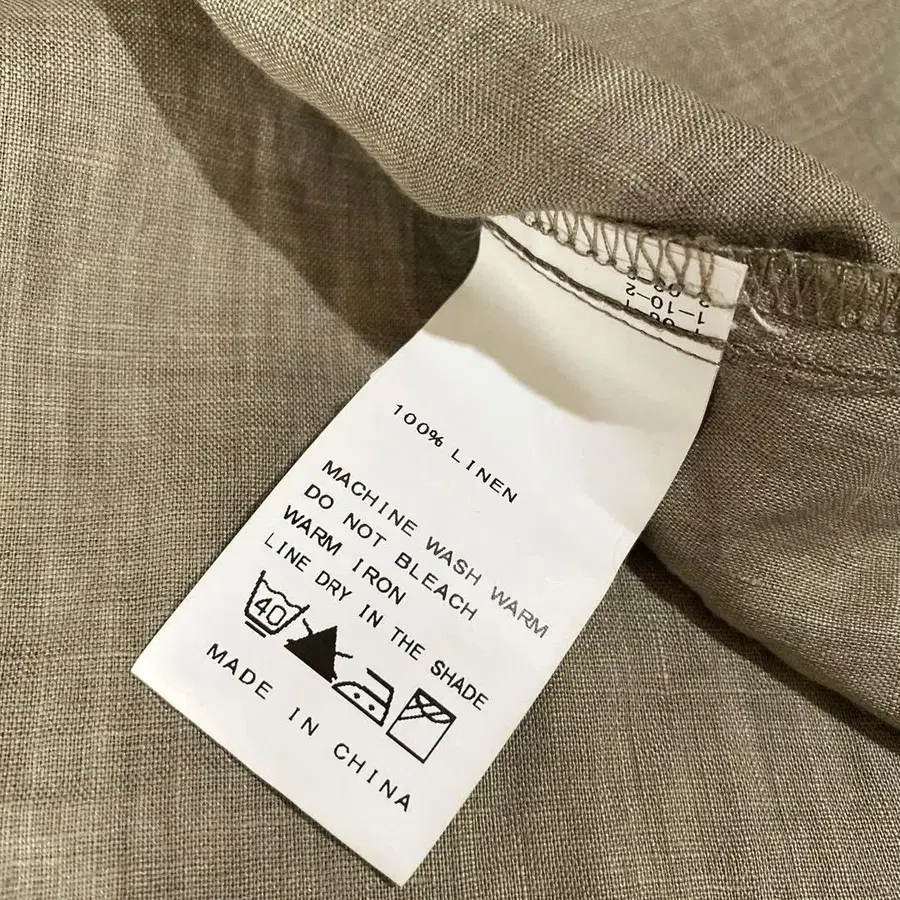 100% LINEN
MACHINE WASH WARM
DO NOT BLEACH
WARM IRON
LINE DRY IN THE SHADE
40
MADE IN CHINA